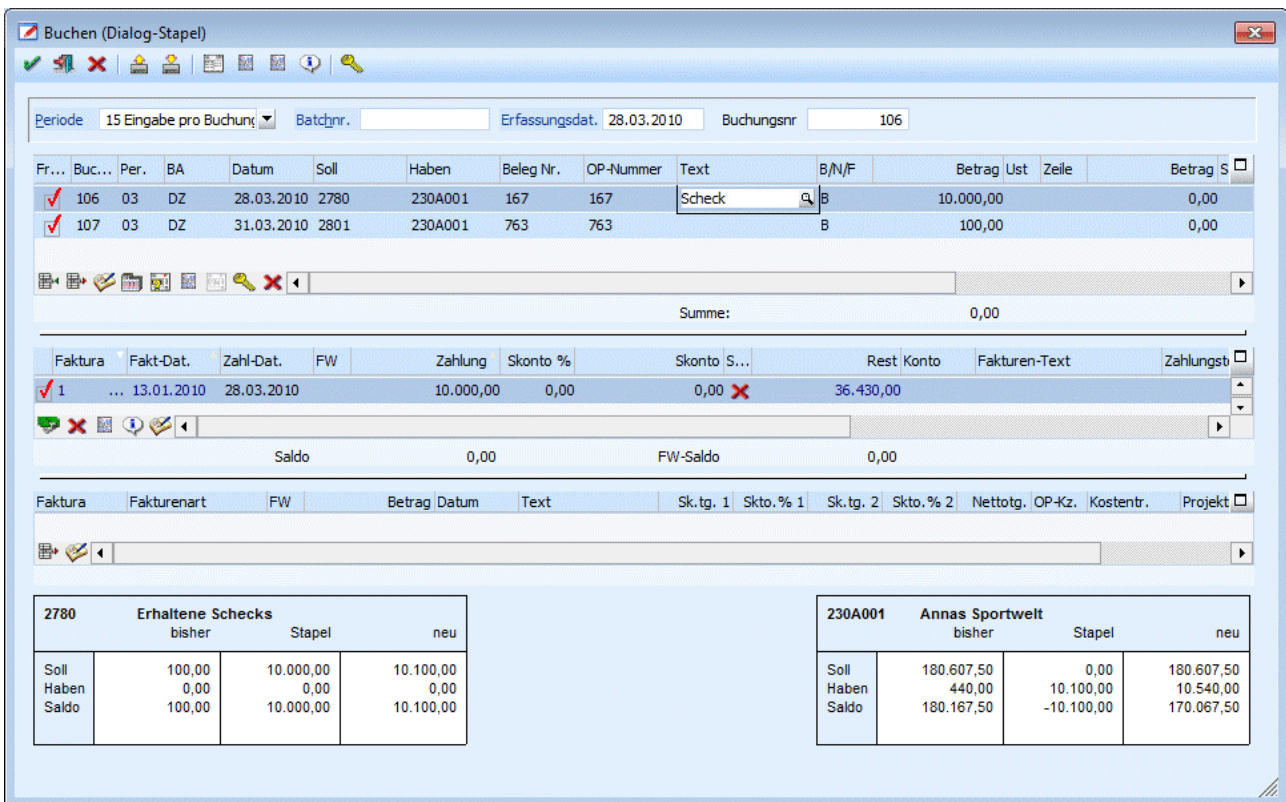 Buchen (Dialog-Stapel)
Periode 15 Eingabe pro Buchung Batchnr. Erfassungsdat. 28.03.2010 Buchungsnr 106
Fr... Buc... Per. BA Datum Soll Haben Beleg Nr. OP-Nummer Text B/N/F Betrag Ust Zeile Betrag S
106 03 DZ 28.03.2010 2780 230A001 167 167 Scheck B 10.000,00 0,00
107 03 DZ 31.03.2010 2801 230A001 763 763 B 100,00 0,00
Summe: 0,00
Faktura Fakt-Dat. Zahl-Dat. FW Zahlung Skonto % Skonto S... Rest Konto Fakturen-Text Zahlungst
1 ... 13.01.2010 28.03.2010 10.000,00 0,00 0,00 36.430,00
Saldo 0,00 FW-Saldo 0,00
Faktura Fakturenart FW Betrag Datum Text Sk.tg. 1 Skto.% 1 Sk.tg. 2 Skto.% 2 Nettotg. OP-Kz. Kostentr. Projekt
2780 Erhaltene Schecks
bisher Stapel neu
Soll 100,00 10.000,00 10.100,00
Haben 0,00 0,00 0,00
Saldo 100,00 10.000,00 10.100,00
230A001 Annas Sportwelt
bisher Stapel neu
Soll 180.607,50 0,00 180.607,50
Haben 440,00 10.100,00 10.540,00
Saldo 180.167,50 -10.100,00 170.067,50